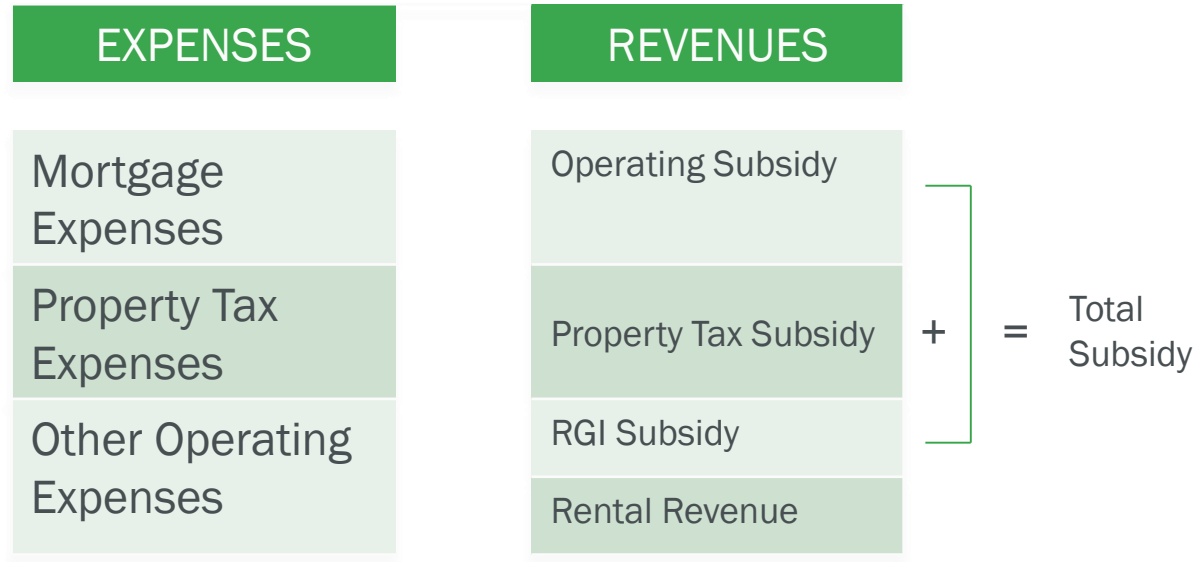 EXPENSES
REVENUES
Mortgage
Expenses
Property Tax
Expenses
Other Operating
Expenses
Operating Subsidy
Property Tax Subsidy
RGI Subsidy
Rental Revenue
+
=
Total
Subsidy